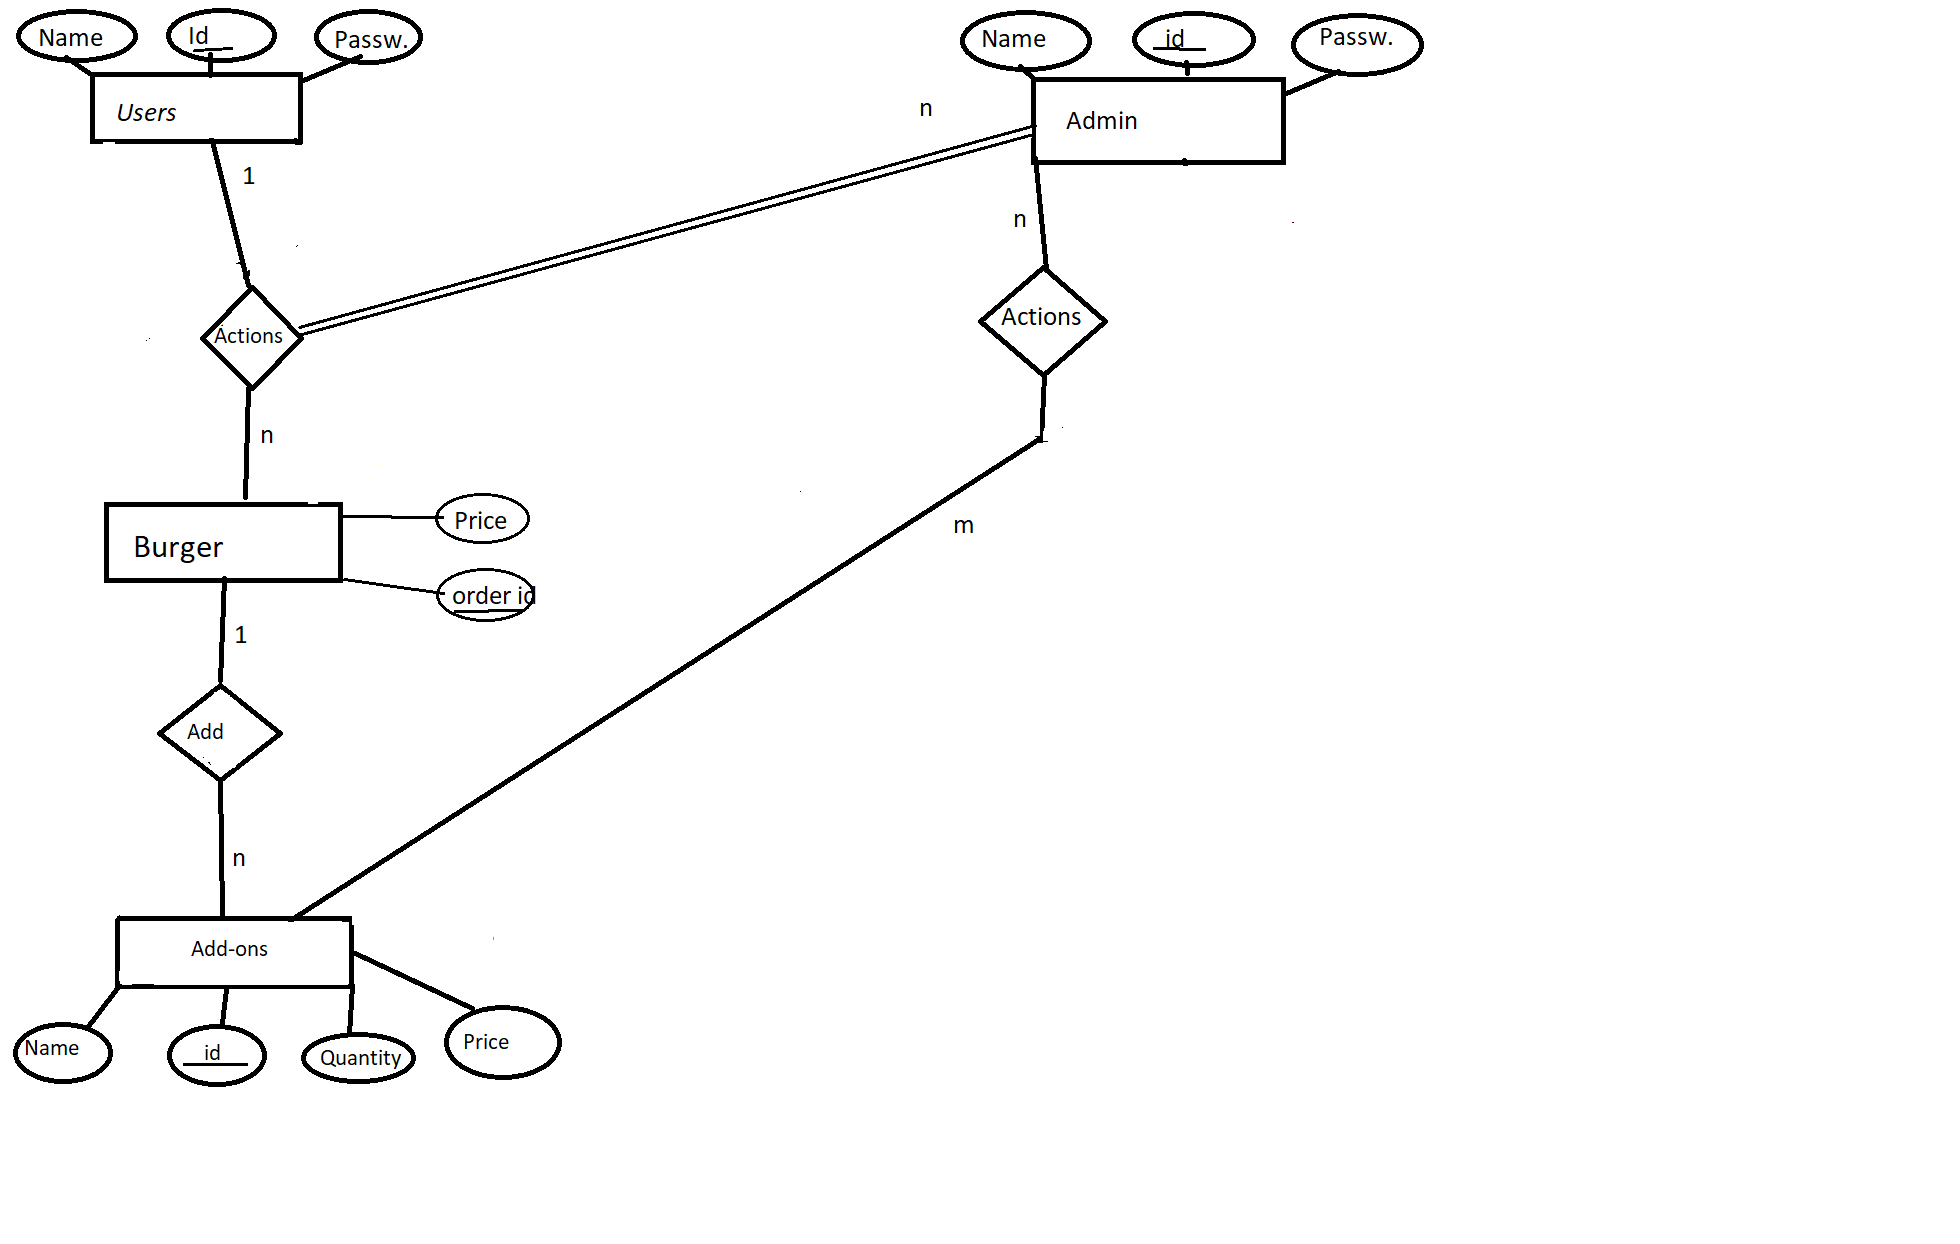 Name
Id
Passw.
Name
id
Passw.
Users
Admin
n
1
n
Actions
Actions
n
m
Burger
Price
order id
1
Add
n
Add-ons
Name
id
Quantity
Price